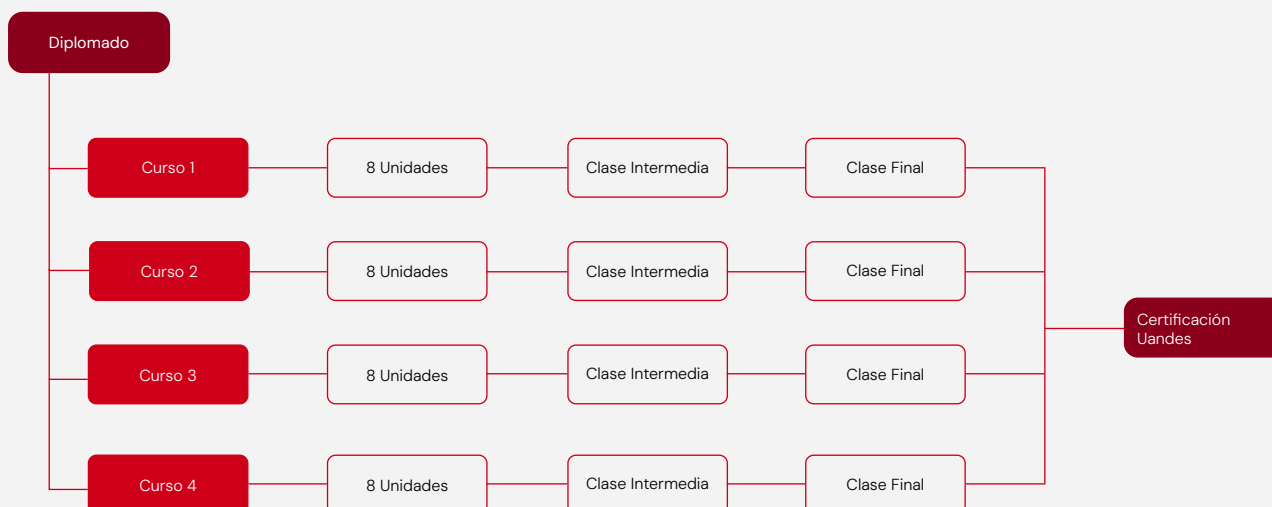 Diplomado
Curso 1
8 Unidades
Clase Intermedia
Clase Final
Curso 2
8 Unidades
Clase Intermedia
Clase Final
Certificación
Uandes
Curso 3
8 Unidades
Clase Intermedia
Clase Final
Curso 4
8 Unidades
Clase Intermedia
Clase Final